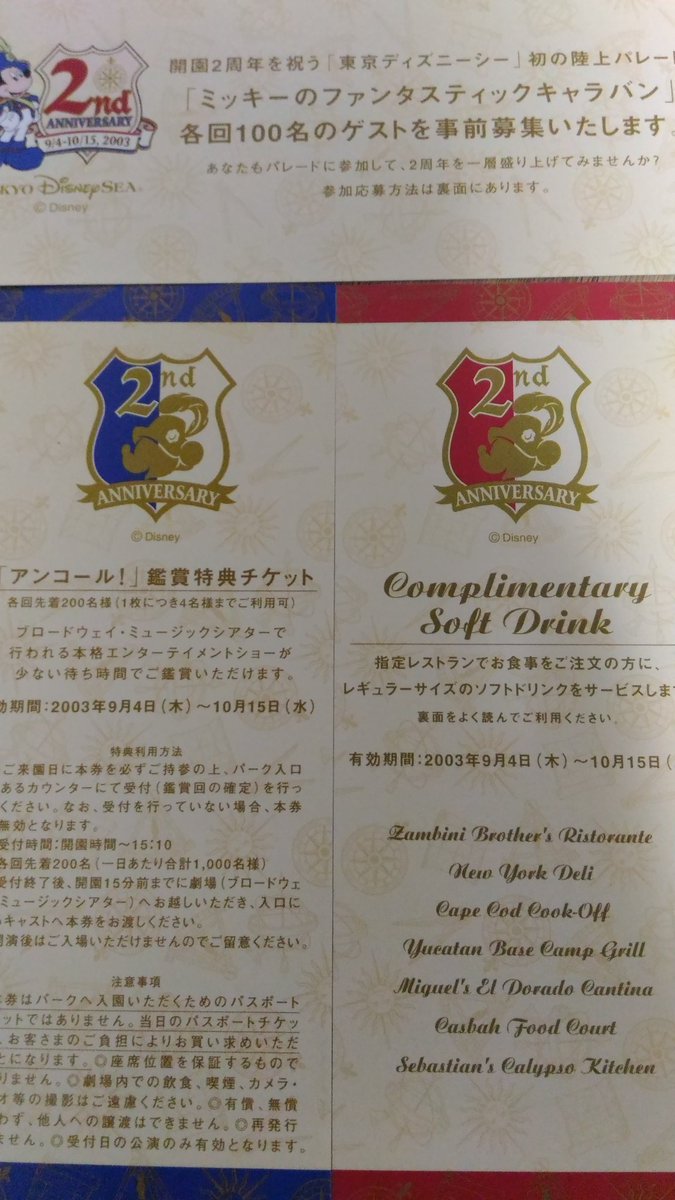 2nd
ANNIVERSARY
9/4-10/15, 2003
KYO DISNEYSEA®
©Disney
開園2周年を祝う「東京ディズニーシー」初の陸上パレード
「ミッキーのファンタスティックキャラバン」
各回100名のゲストを事前募集いたします。
あなたもパレードに参加して、2周年を一層盛り上げてみませんか?
参加応募方法は裏面にあります。
2nd
ANNIVERSARY
©Disney
「アンコール!」鑑賞特典チケット
各回先着200名様(1枚につき4名様までご利用可)
ブロードウェイ・ミュージックシアターで
行われる本格エンターテイメントショーが
少ない待ち時間でご鑑賞いただけます。
効期間:2003年9月4日(木)〜10月15日(水)
特典利用方法
ご来園日に本券を必ずご持参の上、パーク入口
あるカウンターにて受付(鑑賞回の確定)を行っ
ください。なお、受付を行っていない場合、本券
無効となります。
受付時間:開園時間〜15:10
各回先着200名(一日あたり合計1,000名様)
受付終了後、開園15分前までに劇場(ブロードウェ
ミュージックシアター)へお越しいただき、入口に
キャストへ本券をお渡しください。
開演後はご入場いただけませんのでご留意ください。
注意事項
本券はパークへ入園いただくためのパスポート
ットではありません。当日のパスポートチケッ
、お客さまのご負担によりお買い求めいただ
とになります。◎座席位置を保証するもので
りません。◎劇場内での飲食、喫煙、カメラ・
オ等の撮影はご遠慮ください。◎有償、無償
わず、他人への譲渡はできません。◎再発行
ません。◎受付日の公演のみ有効となります。
2nd
ANNIVERSARY
©Disney
Complimentary
Soft Drink
指定レストランでお食事をご注文の方に、
レギュラーサイズのソフトドリンクをサービスします
裏面をよく読んでご利用ください。
有効期間:2003年9月4日(木)〜10月15日(
Zambini Brother's Ristorante
New York Deli
Cape Cod Cook-Off
Yucatan Base Camp Grill
Miguel's El Dorado Cantina
Casbah Food Court
Sebastian's Calypso Kitchen